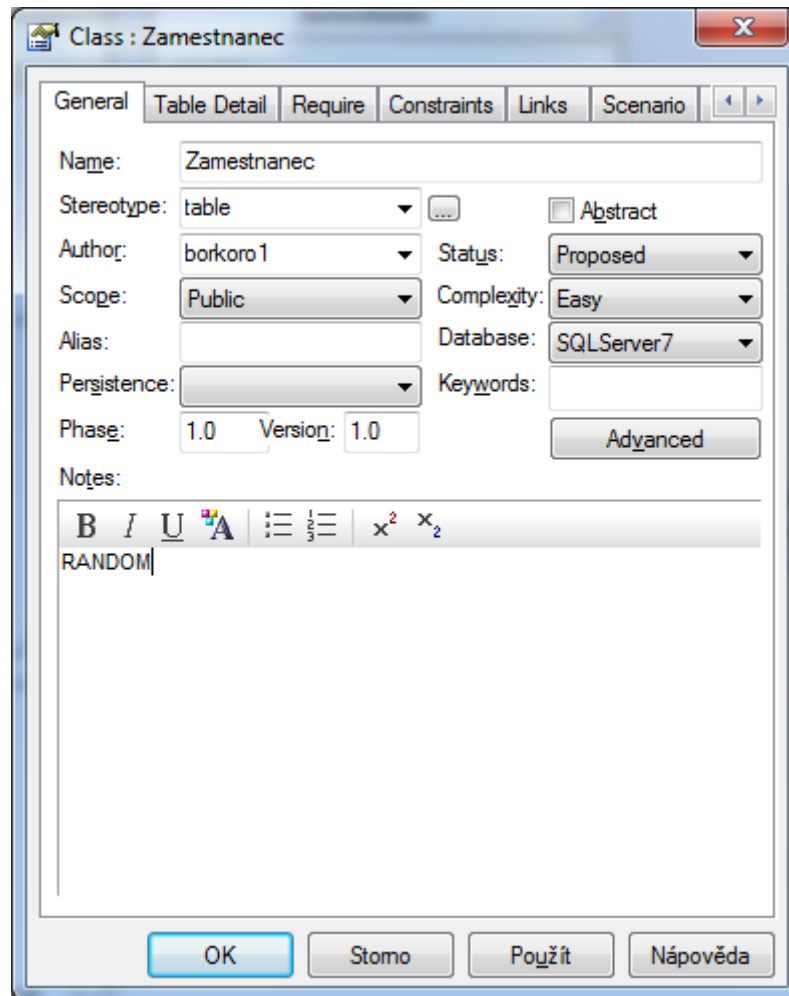 Class : Zamestnanec
General Table Detail Require Constraints Links Scenario
Name: Zamestnanec
Stereotype: table ... Abstract
Author: borkoro1 Status: Proposed
Scope: Public Complexity: Easy
Alias: Database: SQLServer7
Persistence: Keywords:
Phase: 1.0 Version: 1.0 Advanced
Notes:
B I U A x² x₂
RANDOM
OK Storno Použít Nápověda